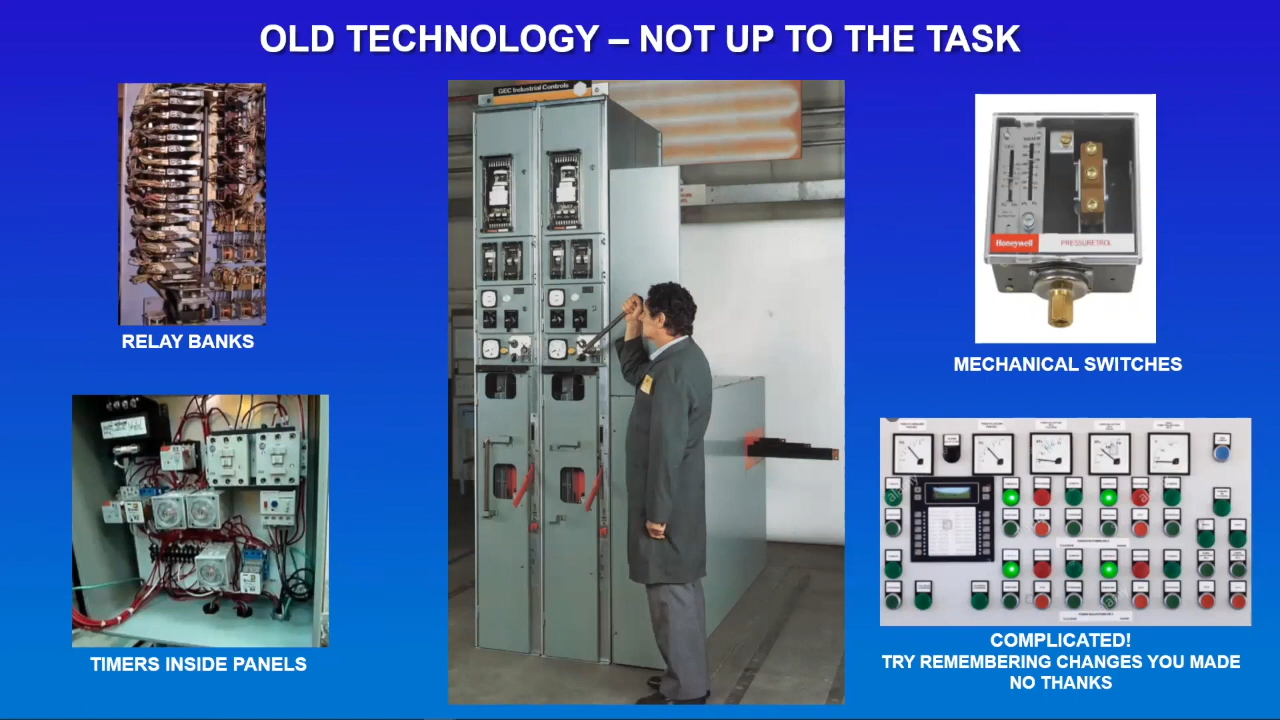 OLD TECHNOLOGY – NOT UP TO THE TASK
GEC Industrial Controls
RELAY BANKS
Honeywell
PRESSURETROL
MECHANICAL SWITCHES
TIMERS INSIDE PANELS
COMPLICATED!
TRY REMEMBERING CHANGES YOU MADE
NO THANKS